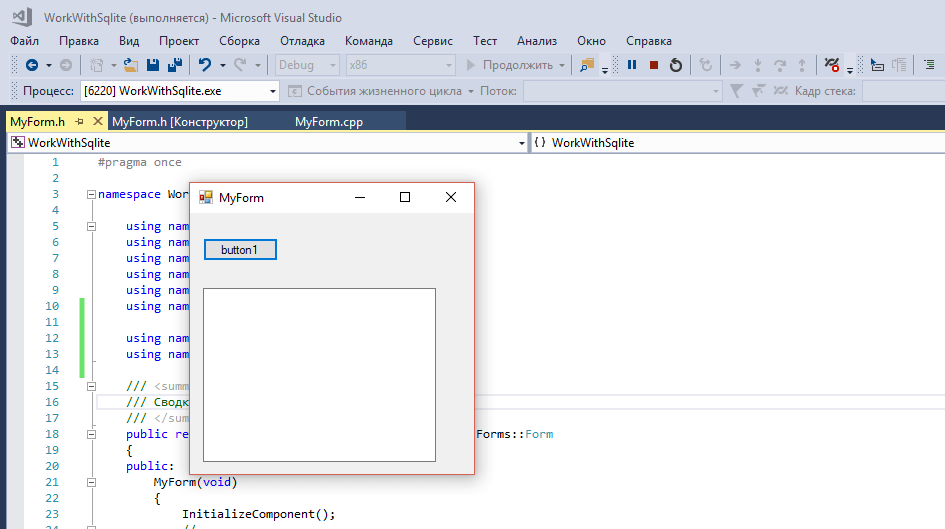 WorkWithSqlite (выполняется) - Microsoft Visual Studio
Файл Правка Вид Проект Сборка Отладка Команда Сервис Тест Анализ Окно Справка
Debug x86 Продолжить
Процесс: [6220] WorkWithSqlite.exe События жизненного цикла Поток: Кадр стека:
MyForm.h MyForm.h [Конструктор] MyForm.cpp
WorkWithSqlite {} WorkWithSqlite
1 #pragma once
2
3 namespace Wor
4
5 using nam
6 using nam
7 using nam
8 using nam
9 using nam
10 using nam
11
12 using nam
13 using nam
14
15 /// <summ
16 /// Сводк
17 /// </sum
18 public re Forms::Form
19 {
20 public:
21 MyForm(void)
22 {
23 InitializeComponent();
24 //
MyForm
button1